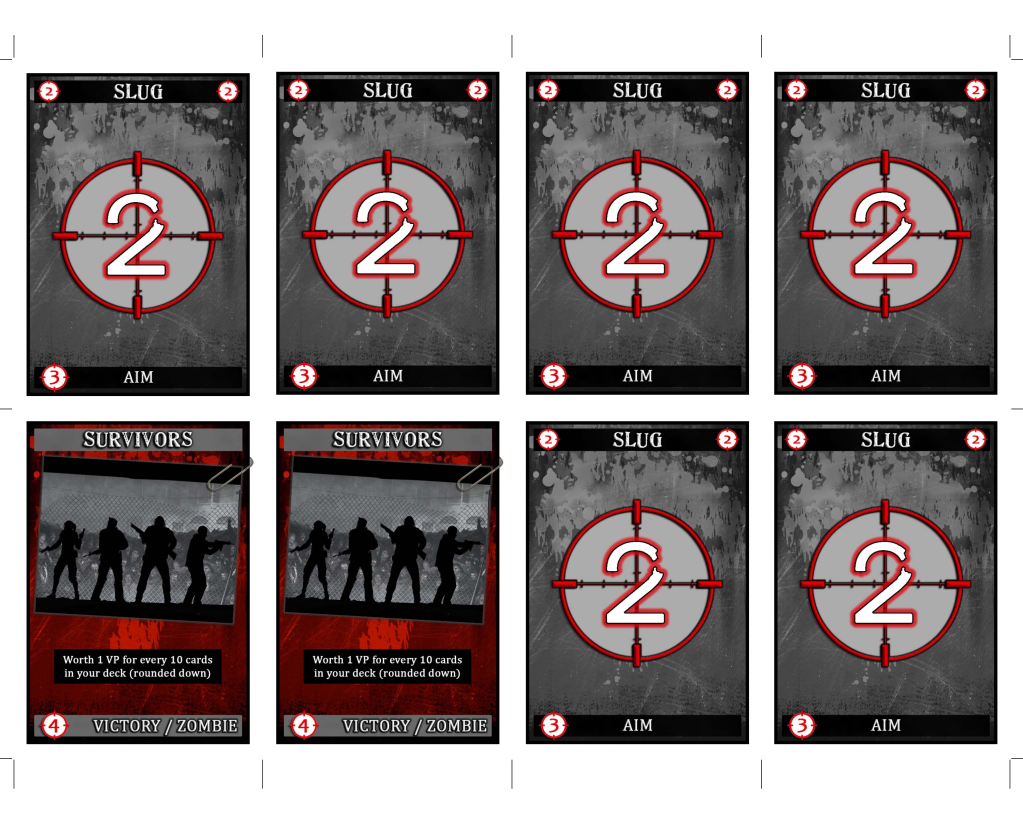 2 SLUG 2
2
3 AIM
2 SLUG 2
2
3 AIM
2 SLUG 2
2
3 AIM
2 SLUG 2
2
3 AIM
SURVIVORS
Worth 1 VP for every 10 cards
in your deck (rounded down)
4 VICTORY / ZOMBIE
SURVIVORS
Worth 1 VP for every 10 cards
in your deck (rounded down)
4 VICTORY / ZOMBIE
2 SLUG 2
2
3 AIM
2 SLUG 2
2
3 AIM